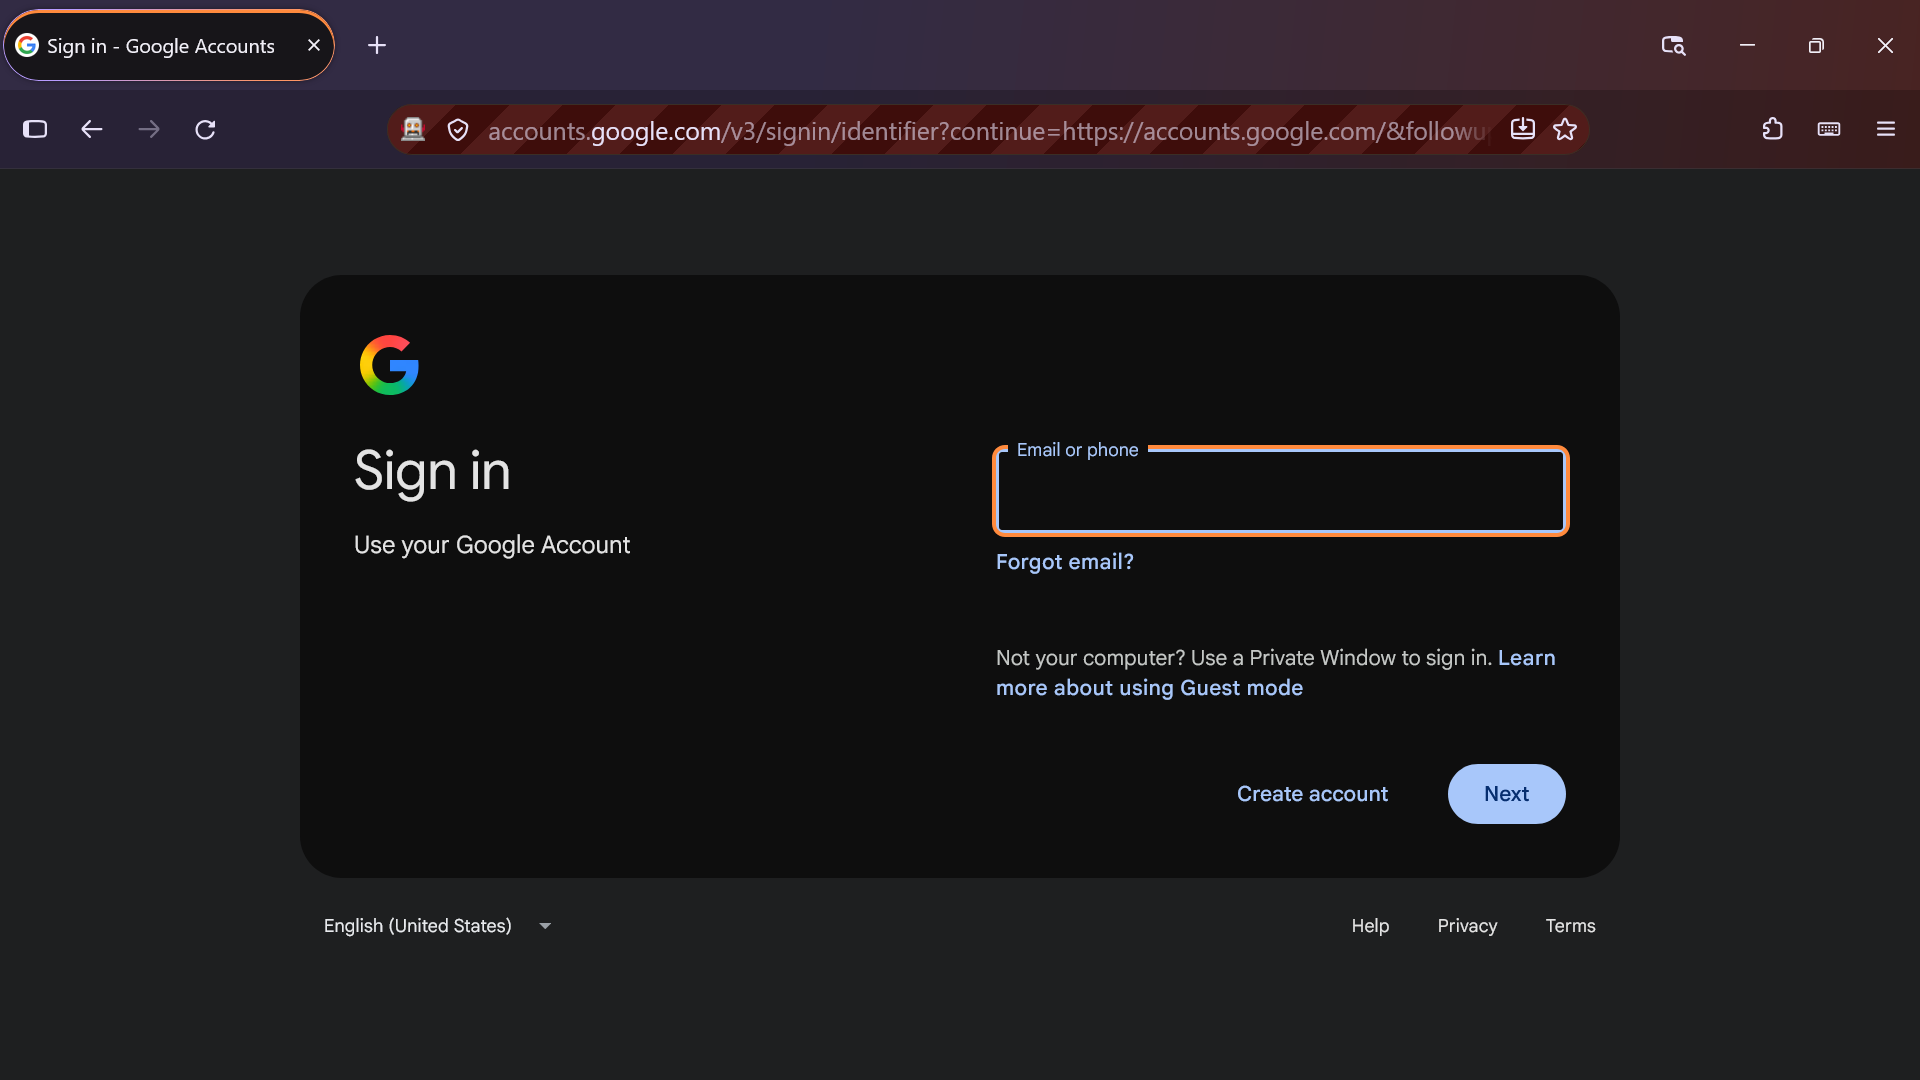 Sign in - Google Accounts
accounts.google.com/v3/signin/identifier?continue=https://accounts.google.com/&followu
Sign in
Use your Google Account
Email or phone
Forgot email?
Not your computer? Use a Private Window to sign in. Learn
more about using Guest mode
Create account
Next
English (United States)
Help
Privacy
Terms